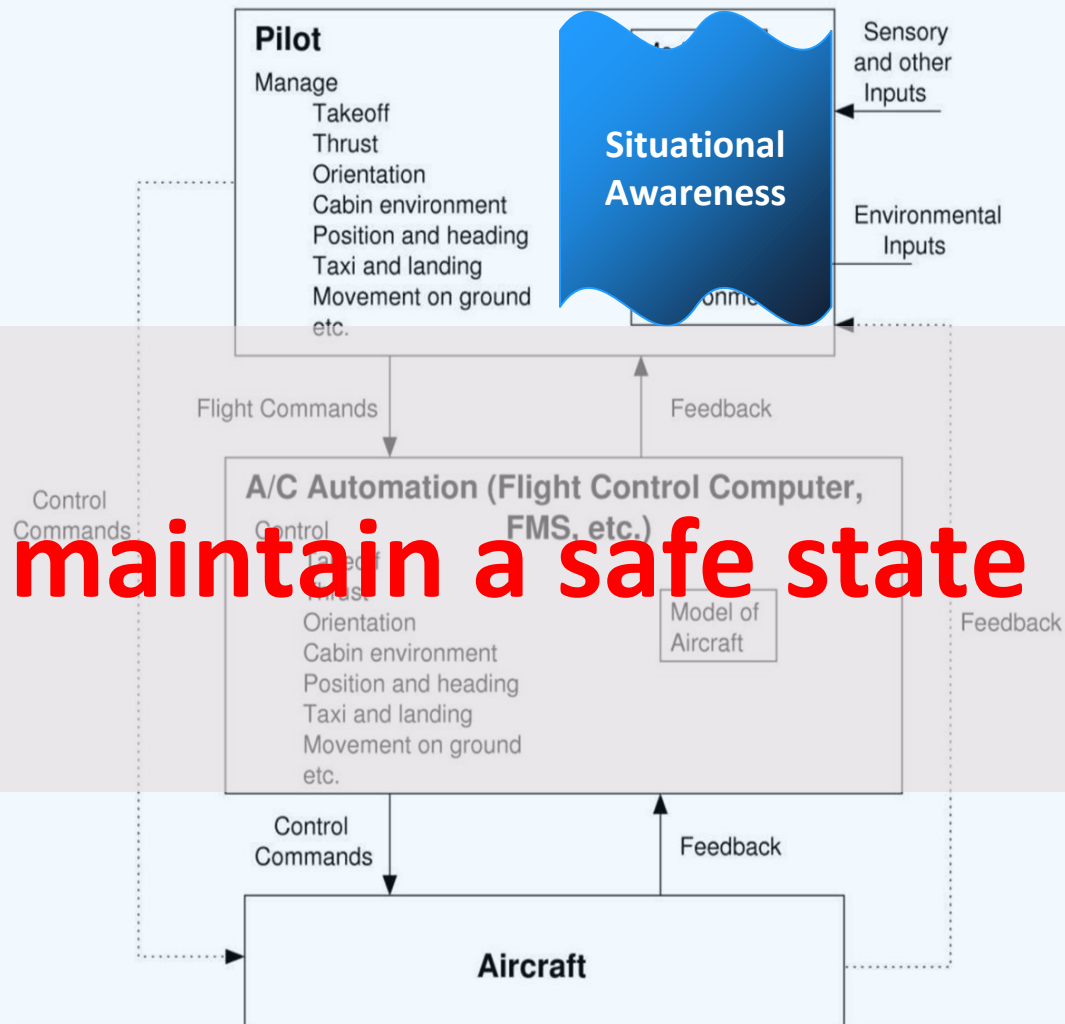 Pilot
Manage
Takeoff
Thrust
Orientation
Cabin environment
Position and heading
Taxi and landing
Movement on ground
etc.
Situational
Awareness
Sensory
and other
Inputs
Environmental
Inputs
Flight Commands
Feedback
Control
Commands
A/C Automation (Flight Control Computer,
FMS, etc.)
Control
Takeoff
Thrust
Orientation
Cabin environment
Position and heading
Taxi and landing
Movement on ground
etc.
maintain a safe state
Model of
Aircraft
Feedback
Control
Commands
Feedback
Aircraft